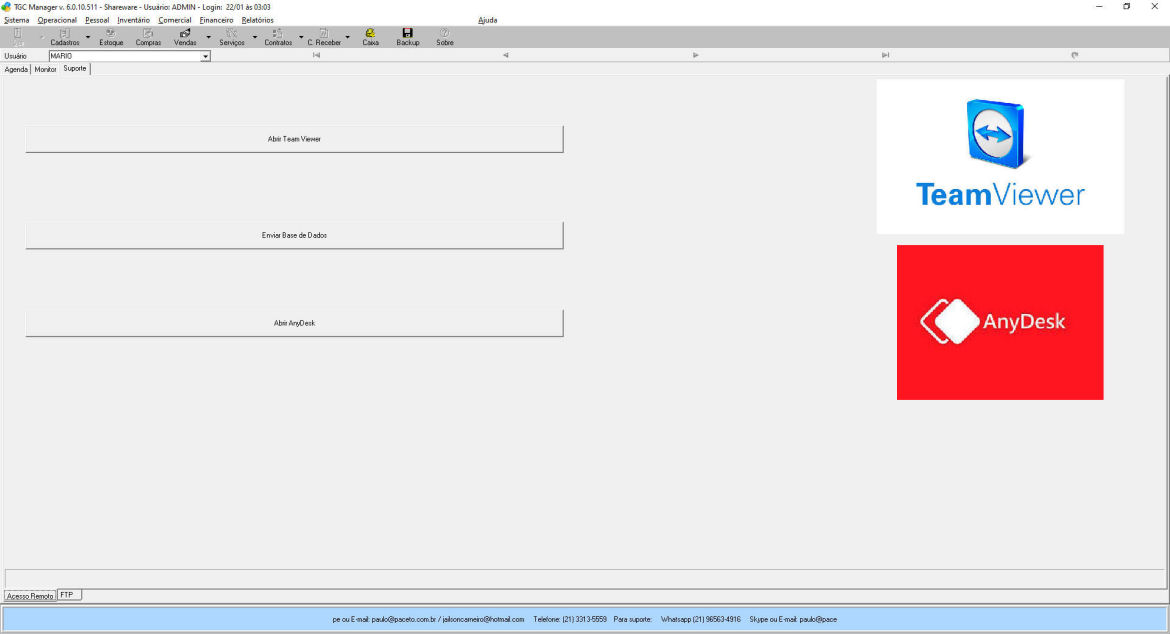 TGC Manager v. 6.0.10.511 - Shareware - Usuário: ADMIN - Login: 22/01 às 03:03
Sistema Operacional Pessoal Inventário Comercial Financeiro Relatórios Ajuda
Cadastros Estoque Compras Vendas Serviços Contratos C. Receber Caixa Backup Sobre
Usuário MARIO
Agenda Monitor Suporte
Abrir Team Viewer
Enviar Base de Dados
Abrir AnyDesk
TeamViewer
AnyDesk
Acesso Remoto FTP
pe ou E-mail: paulo@paceto.com.br / jailsoncarneiro@hotmail.com Telefone: (21) 3313-5559 Para suporte: Whatsapp (21) 96563-4916 Skype ou E-mail: paulo@pace